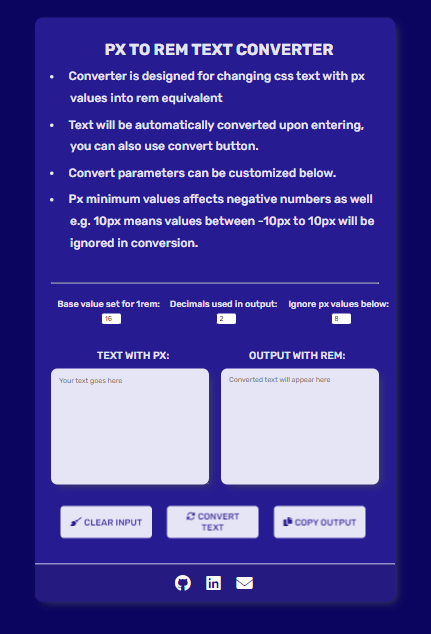 PX TO REM TEXT CONVERTER
• Converter is designed for changing css text with px
values into rem equivalent
• Text will be automatically converted upon entering,
you can also use convert button.
• Convert parameters can be customized below.
• Px minimum values affects negative numbers as well
e.g. 10px means values between -10px to 10px will be
ignored in conversion.
Base value set for 1rem: Decimals used in output: Ignore px values below:
16 2 8
TEXT WITH PX: OUTPUT WITH REM:
Your text goes here Converted text will appear here
CLEAR INPUT CONVERT TEXT COPY OUTPUT